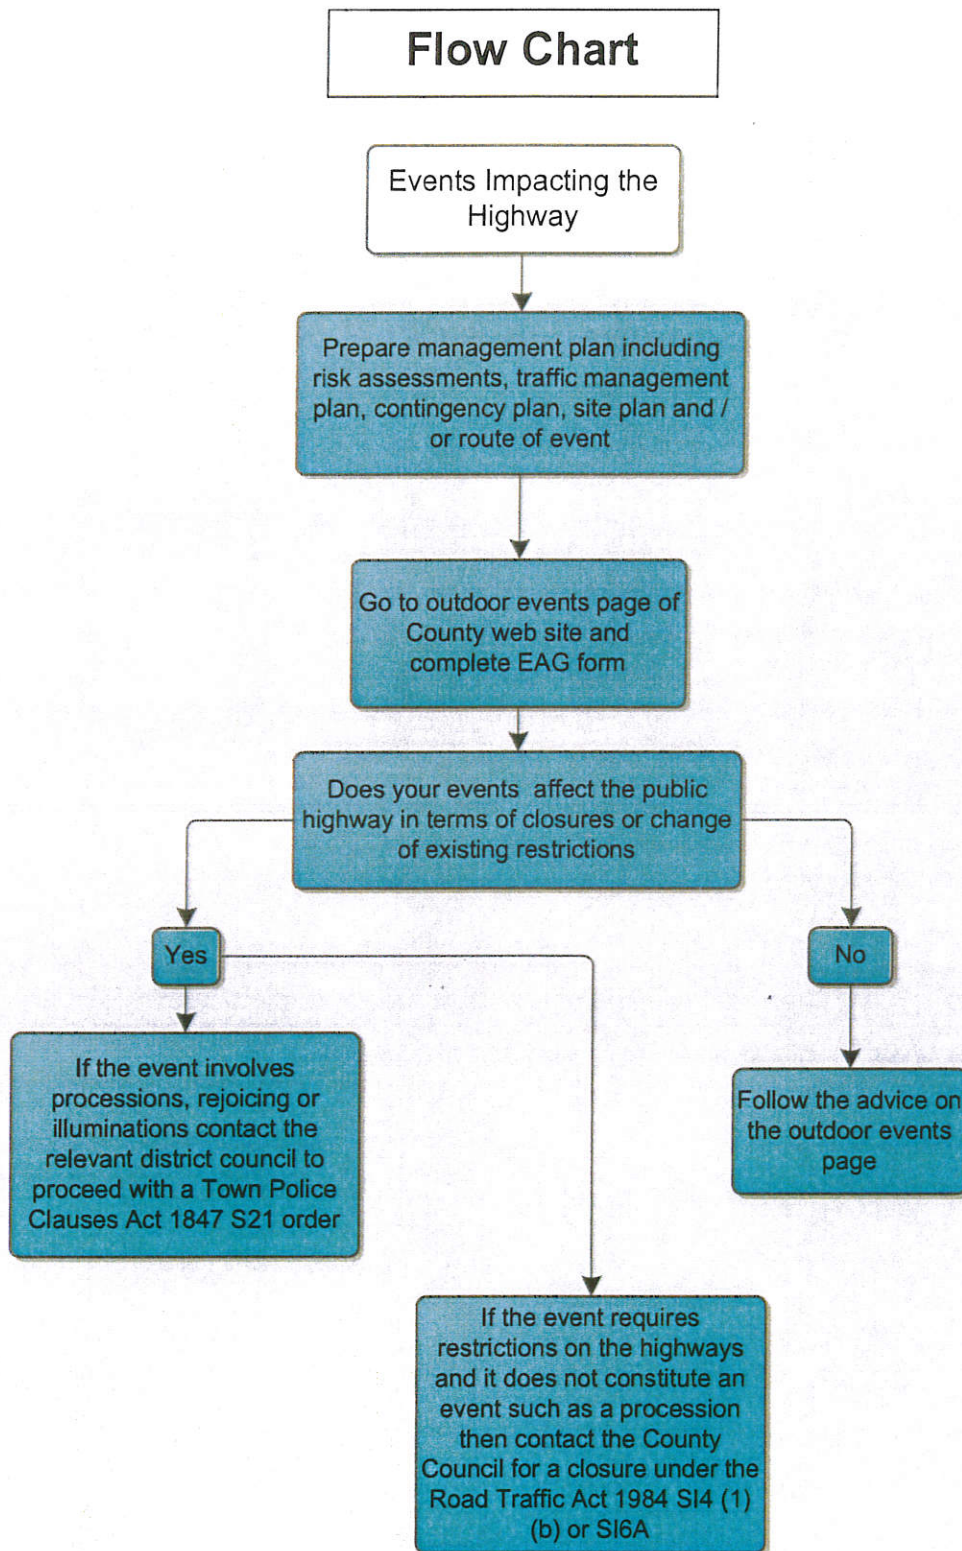 Flow Chart
Events Impacting the
Highway
Prepare management plan including
risk assessments, traffic management
plan, contingency plan, site plan and /
or route of event
Go to outdoor events page of
County web site and
complete EAG form
Does your events affect the public
highway in terms of closures or change
of existing restrictions
Yes
No
If the event involves
processions, rejoicing or
illuminations contact the
relevant district council to
proceed with a Town Police
Clauses Act 1847 S21 order
Follow the advice on
the outdoor events
page
If the event requires
restrictions on the highways
and it does not constitute an
event such as a procession
then contact the County
Council for a closure under the
Road Traffic Act 1984 SI4 (1)
(b) or SI6A